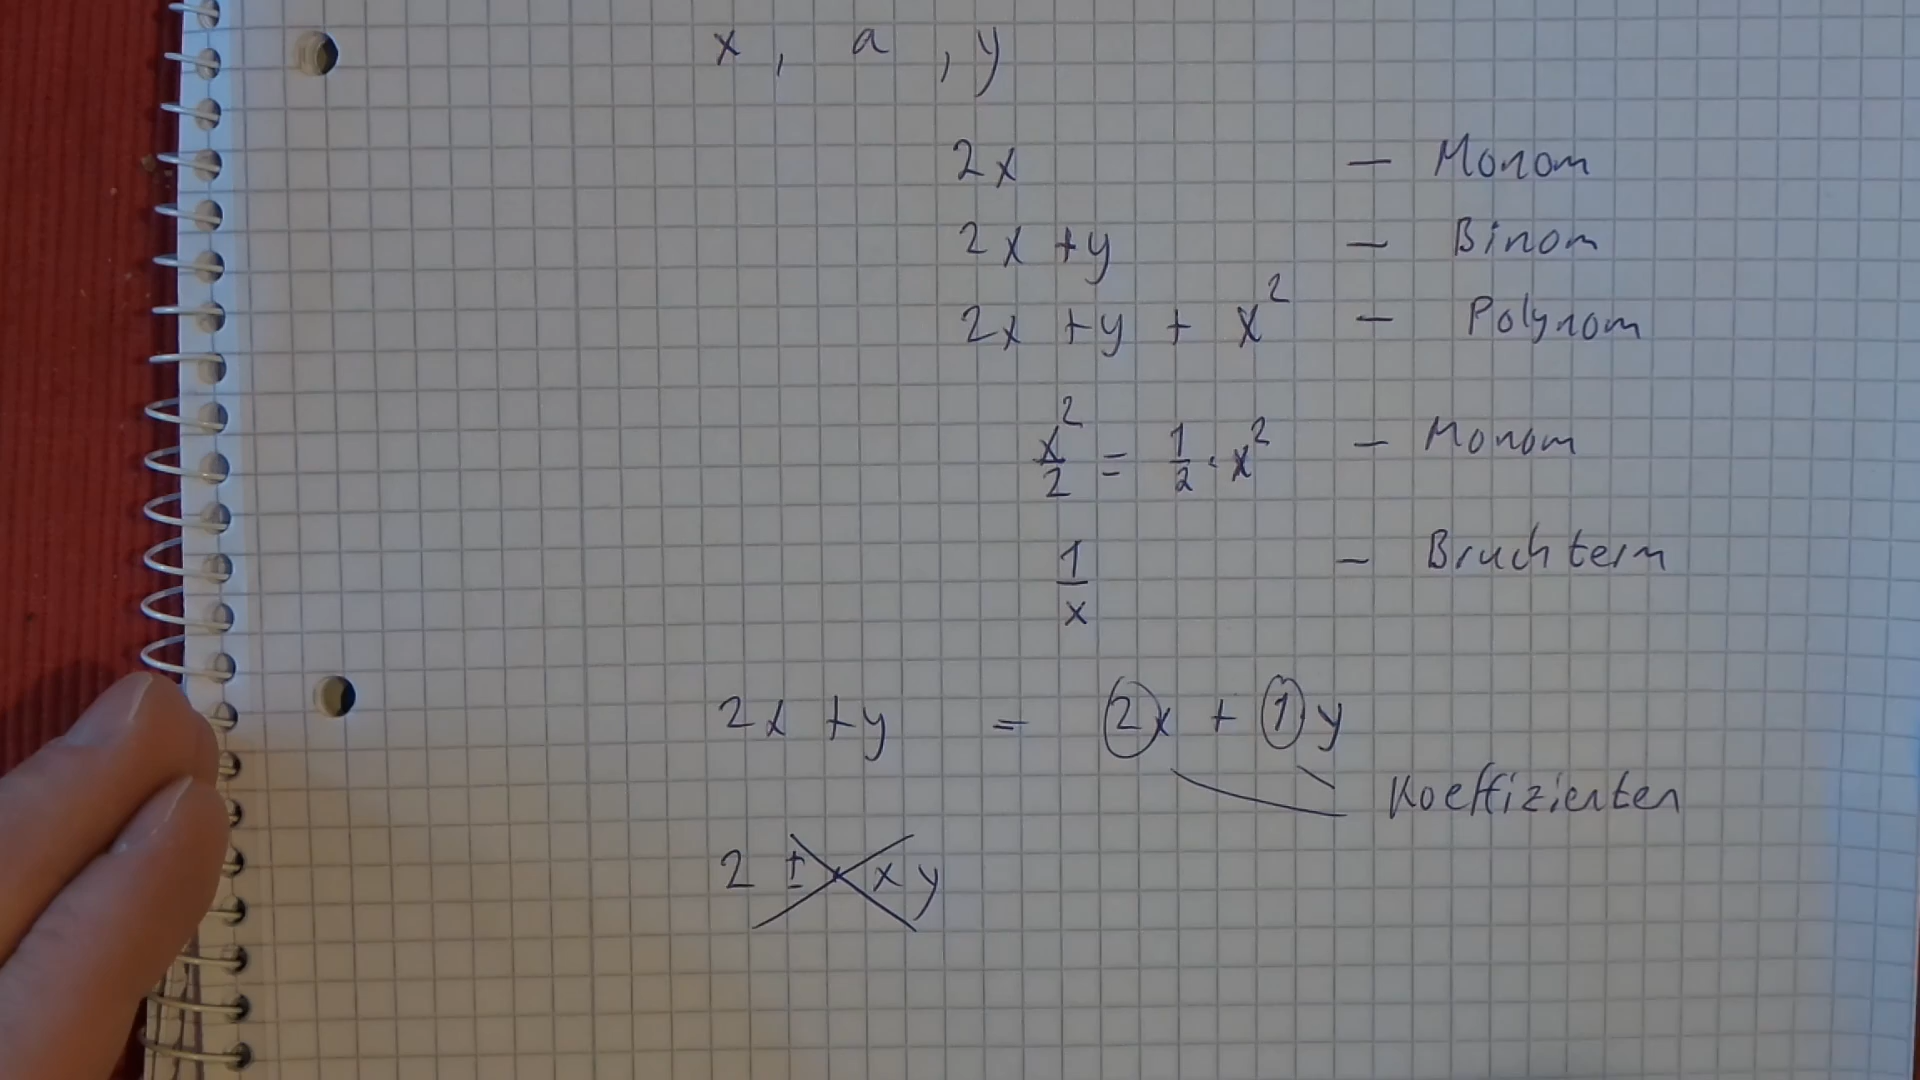 x , a , y
2x – Monom
2x + y – Binom
2x + y + x² – Polynom
x²/2 = 1/2 · x² – Monom
1/x – Bruchterm
2x + y = 2x + 1y
Koeffizienten
2 ± x y